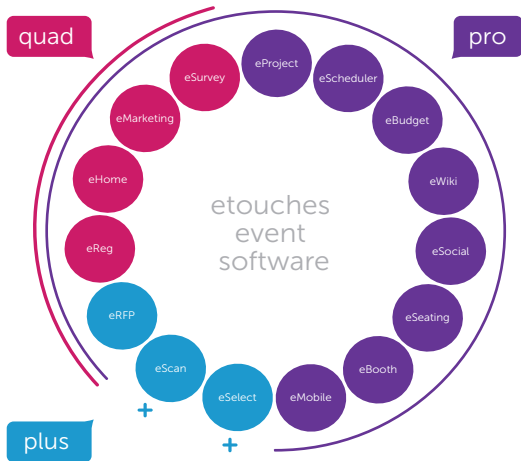 quad
pro
eSurvey
eProject
eScheduler
eMarketing
eBudget
eHome
eWiki
etouches
event
software
eReg
eSocial
eRFP
eSeating
eScan
eBooth
eSelect
eMobile
+
+
plus